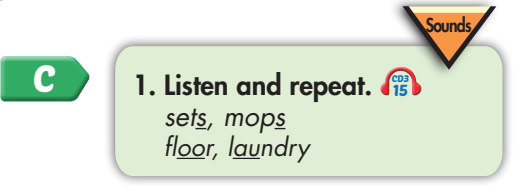 Sounds
C
1. Listen and repeat. CD3 15
sets, mops
floor, laundry